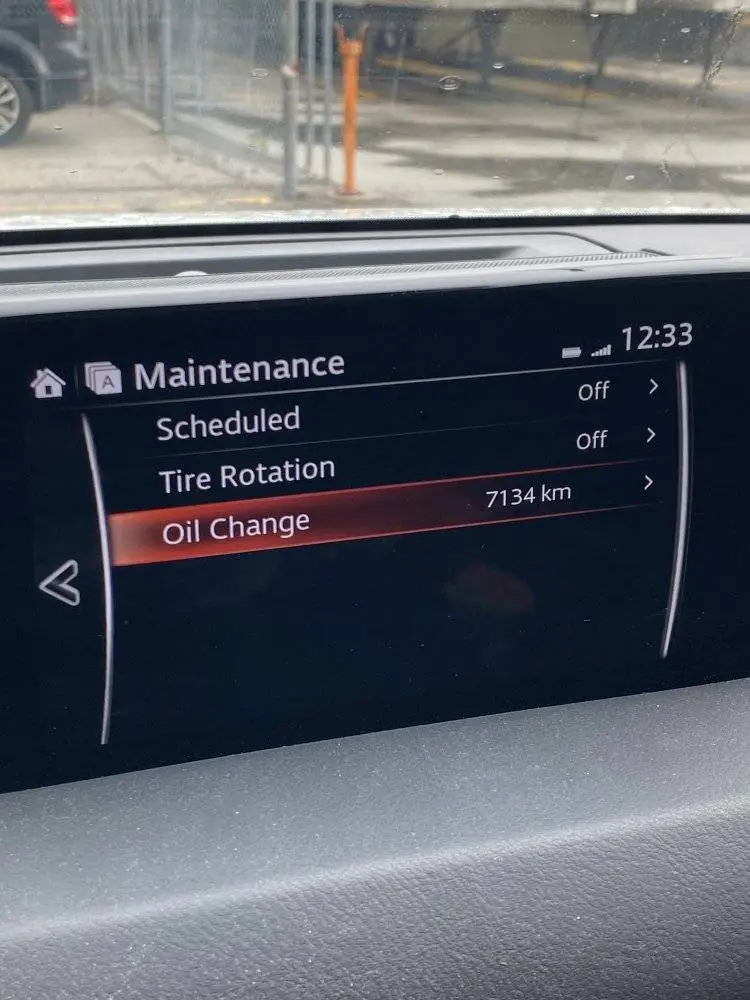 A Maintenance 12:33
Scheduled Off
Tire Rotation Off
Oil Change 7134 km